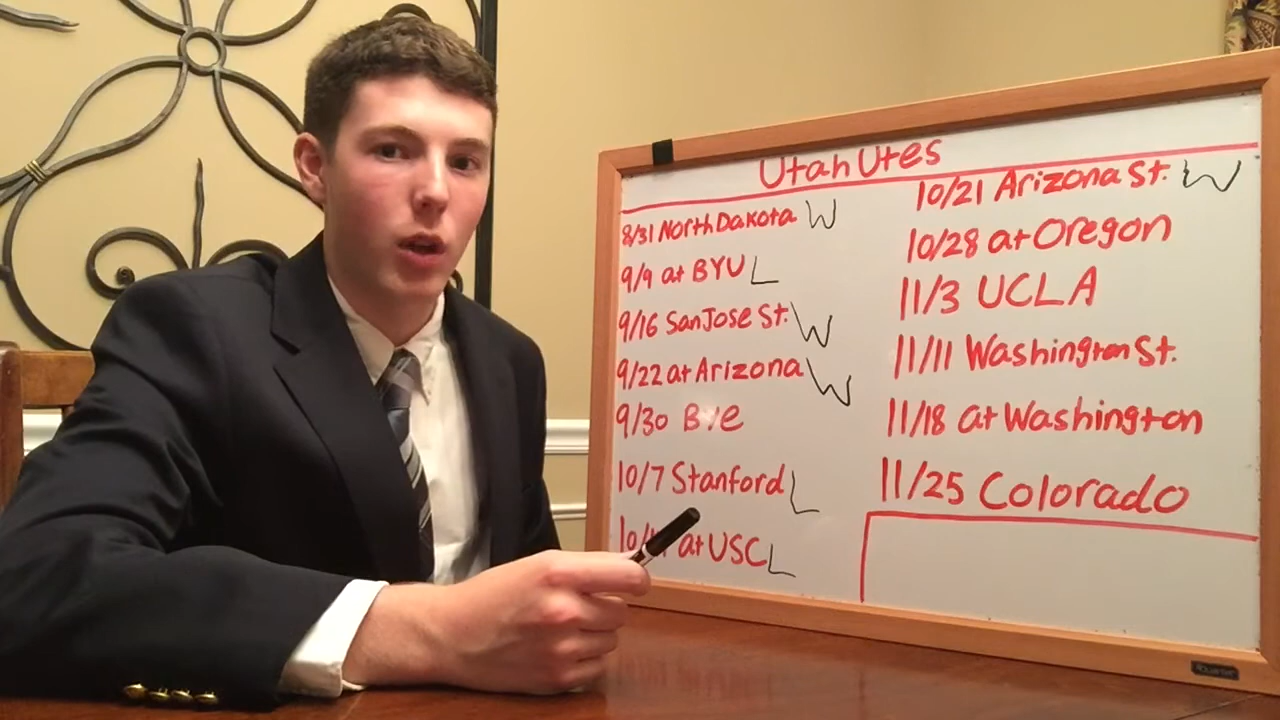 Utah Utes
8/31 North Dakota W
9/9 at BYU L
9/16 San Jose St. W
9/22 at Arizona W
9/30 Bye
10/7 Stanford L
at USC L
10/21 Arizona St. W
10/28 at Oregon
11/3 UCLA
11/11 Washington St.
11/18 at Washington
11/25 Colorado